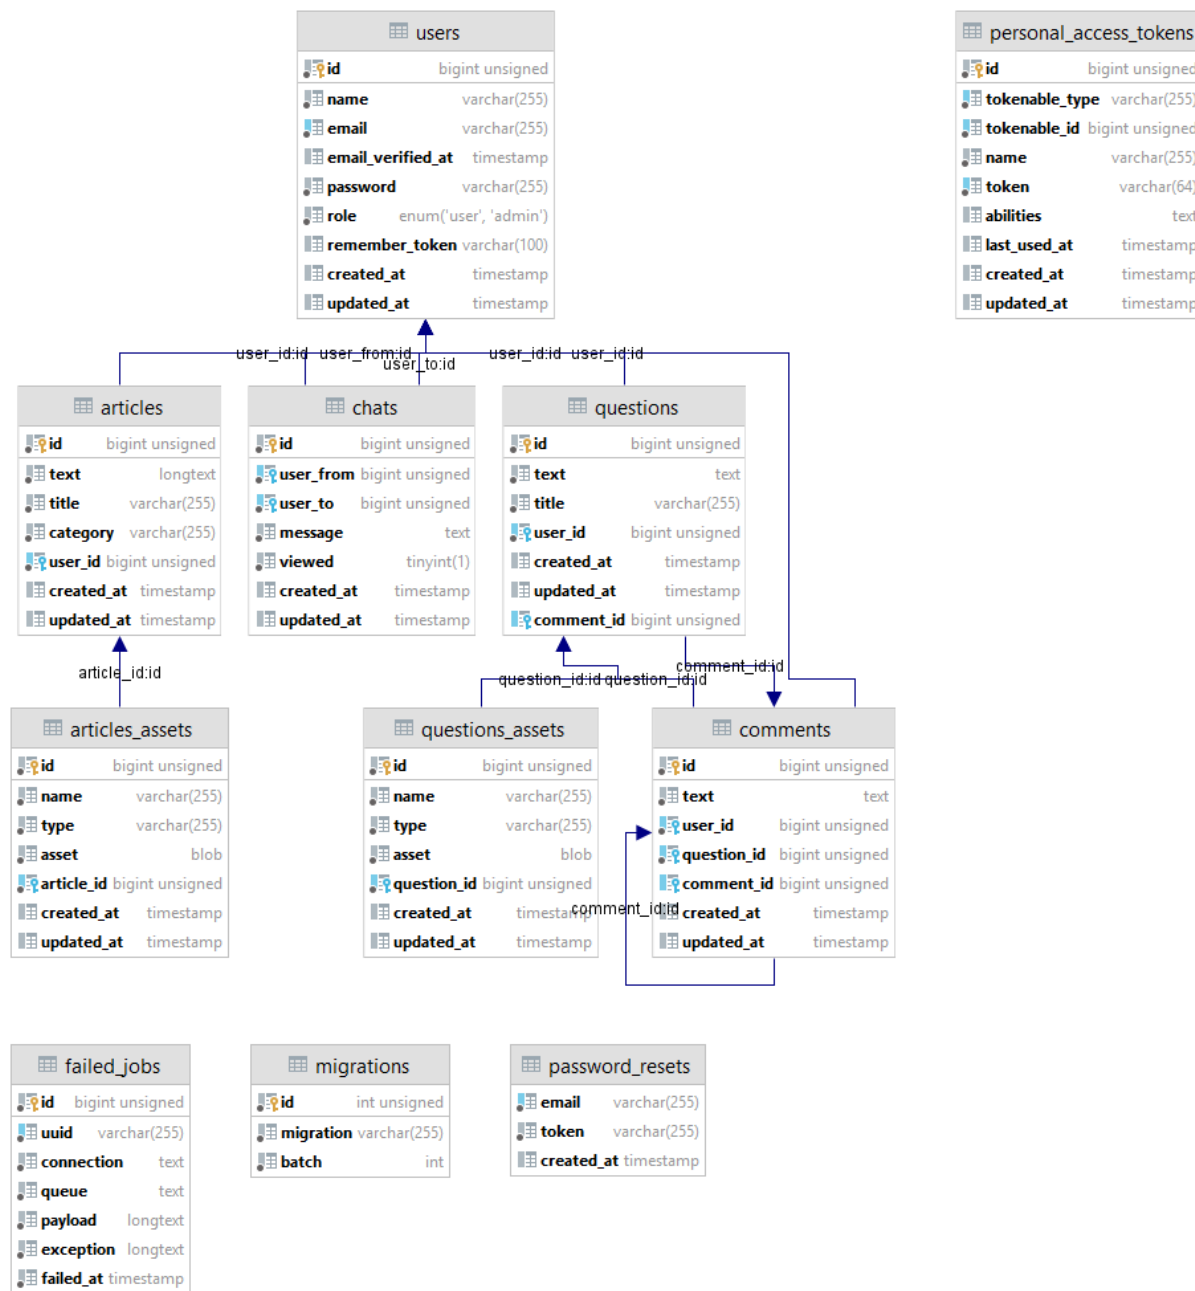 users
id bigint unsigned
name varchar(255)
email varchar(255)
email_verified_at timestamp
password varchar(255)
role enum('user', 'admin')
remember_token varchar(100)
created_at timestamp
updated_at timestamp
personal_access_tokens
id bigint unsigned
tokenable_type varchar(255)
tokenable_id bigint unsigned
name varchar(255)
token varchar(64)
abilities text
last_used_at timestamp
created_at timestamp
updated_at timestamp
user_id:id user_from:id user_to:id user_id:id user_id:id
articles
id bigint unsigned
text longtext
title varchar(255)
category varchar(255)
user_id bigint unsigned
created_at timestamp
updated_at timestamp
chats
id bigint unsigned
user_from bigint unsigned
user_to bigint unsigned
message text
viewed tinyint(1)
created_at timestamp
updated_at timestamp
questions
id bigint unsigned
text text
title varchar(255)
user_id bigint unsigned
created_at timestamp
updated_at timestamp
comment_id bigint unsigned
article_id:id
question_id:id question_id:id
comment_id:id
articles_assets
id bigint unsigned
name varchar(255)
type varchar(255)
asset blob
article_id bigint unsigned
created_at timestamp
updated_at timestamp
questions_assets
id bigint unsigned
name varchar(255)
type varchar(255)
asset blob
question_id bigint unsigned
created_at timestamp
updated_at timestamp
comments
id bigint unsigned
text text
user_id bigint unsigned
question_id bigint unsigned
comment_id bigint unsigned
created_at timestamp
updated_at timestamp
comment_id:id
failed_jobs
id bigint unsigned
uuid varchar(255)
connection text
queue text
payload longtext
exception longtext
failed_at timestamp
migrations
id int unsigned
migration varchar(255)
batch int
password_resets
email varchar(255)
token varchar(255)
created_at timestamp